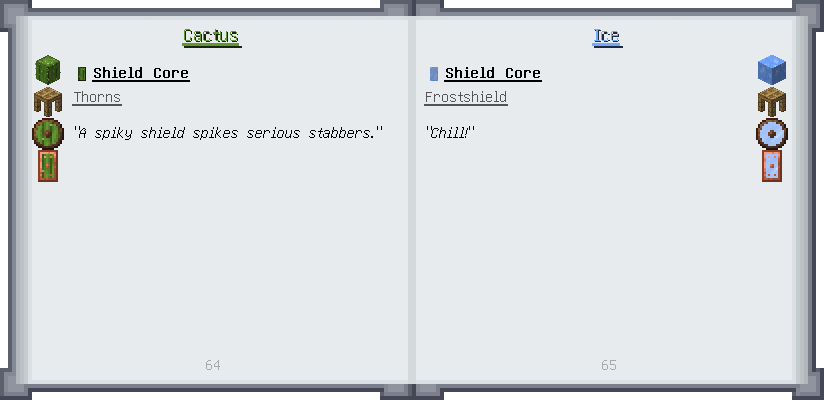 Cactus
Shield Core
Thorns
"A spiky shield spikes serious stabbers."
64
Ice
Shield Core
Frostshield
"Chill!"
65